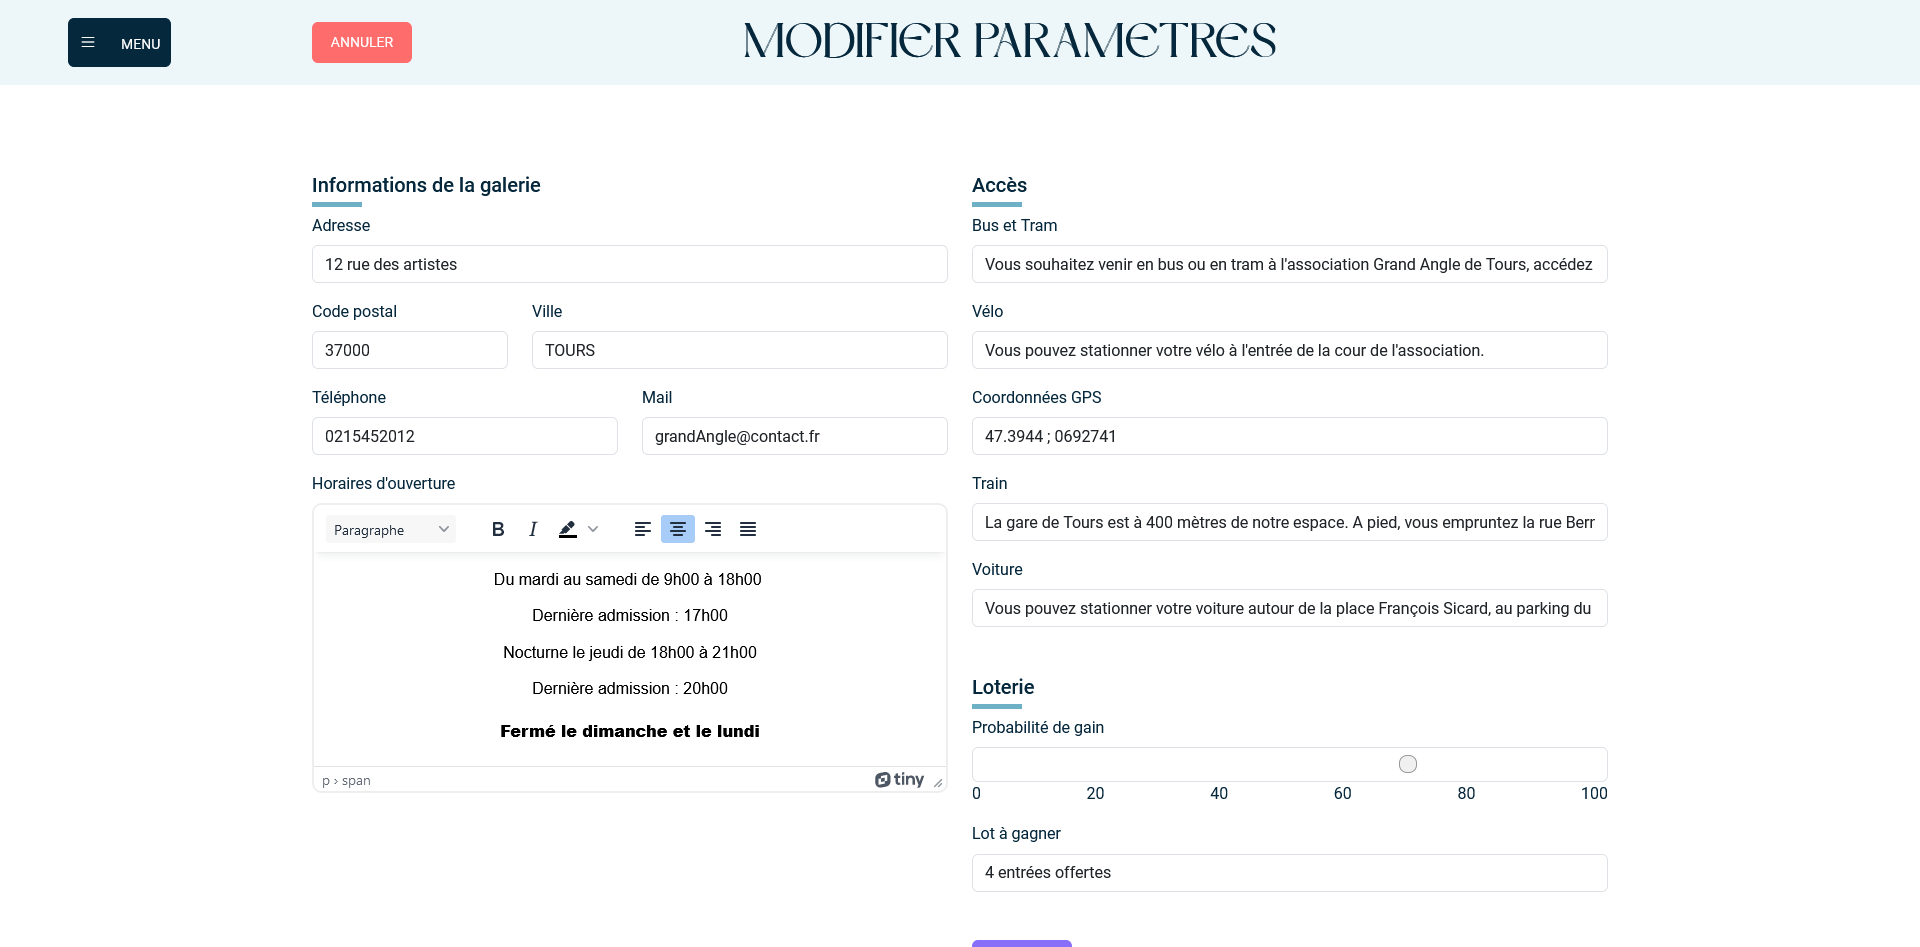 MENU
ANNULER
MODIFIER PARAMETRES
Informations de la galerie
Adresse
12 rue des artistes
Code postal
Ville
37000
TOURS
Téléphone
Mail
0215452012
grandAngle@contact.fr
Horaires d'ouverture
Paragraphe
B I
Du mardi au samedi de 9h00 à 18h00
Dernière admission : 17h00
Nocturne le jeudi de 18h00 à 21h00
Dernière admission : 20h00
Fermé le dimanche et le lundi
p › span
tiny
Accès
Bus et Tram
Vous souhaitez venir en bus ou en tram à l'association Grand Angle de Tours, accédez
Vélo
Vous pouvez stationner votre vélo à l'entrée de la cour de l'association.
Coordonnées GPS
47.3944 ; 0692741
Train
La gare de Tours est à 400 mètres de notre espace. A pied, vous empruntez la rue Berr
Voiture
Vous pouvez stationner votre voiture autour de la place François Sicard, au parking du
Loterie
Probabilité de gain
0 20 40 60 80 100
Lot à gagner
4 entrées offertes